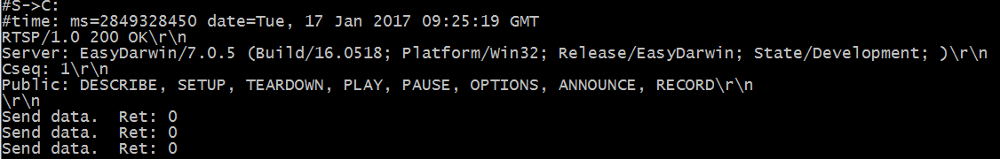 #S->C:
#time: ms=2849328450 date=Tue, 17 Jan 2017 09:25:19 GMT
RTSP/1.0 200 OK\r\n
Server: EasyDarwin/7.0.5 (Build/16.0518; Platform/Win32; Release/EasyDarwin; State/Development; )\r\n
Cseq: 1\r\n
Public: DESCRIBE, SETUP, TEARDOWN, PLAY, PAUSE, OPTIONS, ANNOUNCE, RECORD\r\n
\r\n
Send data.  Ret: 0
Send data.  Ret: 0
Send data.  Ret: 0